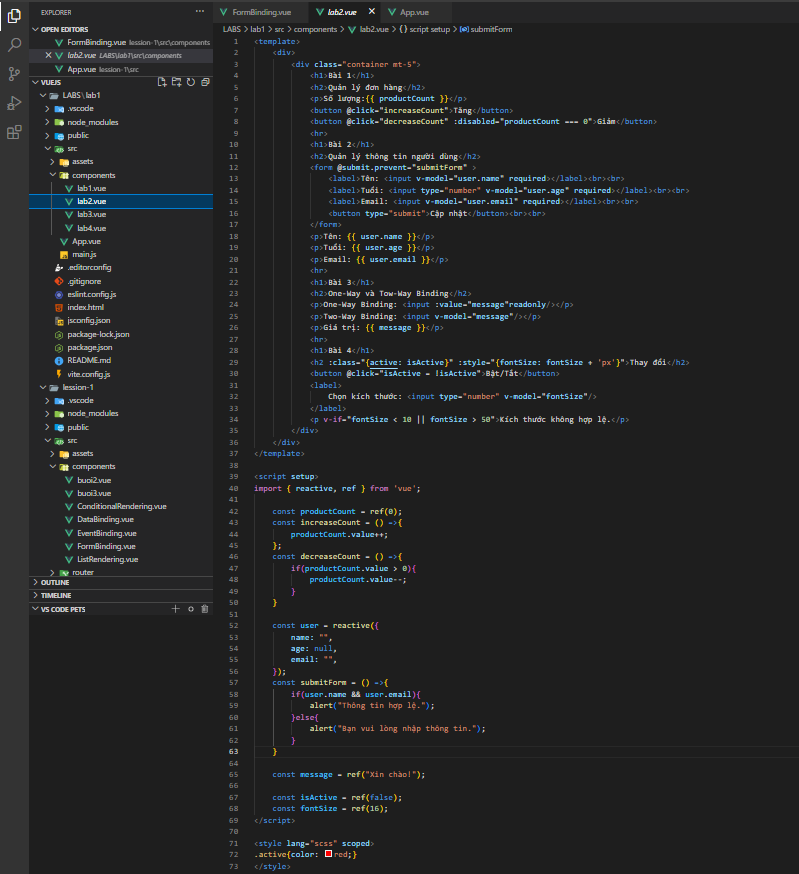 EXPLORER
...
OPEN EDITORS
FormBinding.vue lession-1\src\components
lab2.vue LABS\lab1\src\components
App.vue lession-1\src
VUEJS
LABS\lab1
.vscode
node_modules
public
src
assets
components
lab1.vue
lab2.vue
lab3.vue
lab4.vue
App.vue
main.js
.editorconfig
.gitignore
eslint.config.js
index.html
jsconfig.json
package-lock.json
package.json
README.md
vite.config.js
lession-1
.vscode
node_modules
public
src
assets
components
buoi2.vue
buoi3.vue
ConditionalRendering.vue
DataBinding.vue
EventBinding.vue
FormBinding.vue
ListRendering.vue
router
OUTLINE
TIMELINE
VS CODE PETS
FormBinding.vue
lab2.vue
App.vue
LABS > lab1 > src > components > lab2.vue > {} script setup > submitForm
1 <template>
2 <div>
3 <div class="container mt-5">
4 <h1>Bài 1</h1>
5 <h2>Quản lý đơn hàng</h2>
6 <p>Số lượng:{{ productCount }}</p>
7 <button @click="increaseCount">Tăng</button>
8 <button @click="decreaseCount" :disabled="productCount === 0">Giảm</button>
9 <hr>
10 <h1>Bài 2</h1>
11 <h2>Quản lý thông tin người dùng</h2>
12 <form @submit.prevent="submitForm" >
13 <label>Tên: <input v-model="user.name" required></label><br><br>
14 <label>Tuổi: <input type="number" v-model="user.age" required></label><br><br>
15 <label>Email: <input v-model="user.email" required></label><br><br>
16 <button type="submit">Cập nhật</button><br><br>
17 </form>
18 <p>Tên: {{ user.name }}</p>
19 <p>Tuổi: {{ user.age }}</p>
20 <p>Email: {{ user.email }}</p>
21 <hr>
22 <h1>Bài 3</h1>
23 <h2>One-Way và Tow-Way Binding</h2>
24 <p>One-Way Binding: <input :value="message"readonly/></p>
25 <p>Two-Way Binding: <input v-model="message"/></p>
26 <p>Giá trị: {{ message }}</p>
27 <hr>
28 <h1>Bài 4</h1>
29 <h2 :class="{active: isActive}" :style="{fontSize: fontSize + 'px'}">Thay đổi</h2>
30 <button @click="isActive = !isActive">Bật/Tắt</button>
31 <label>
32 Chọn kích thước: <input type="number" v-model="fontSize"/>
33 </label>
34 <p v-if="fontSize < 10 || fontSize > 50">Kích thước không hợp lệ.</p>
35 </div>
36 </div>
37 </template>
38
39 <script setup>
40 import { reactive, ref } from 'vue';
41
42 const productCount = ref(0);
43 const increaseCount = () =>{
44 productCount.value++;
45 };
46 const decreaseCount = () =>{
47 if(productCount.value > 0){
48 productCount.value--;
49 }
50 }
51
52 const user = reactive({
53 name: "",
54 age: null,
55 email: "",
56 });
57 const submitForm = () =>{
58 if(user.name && user.email){
59 alert("Thông tin hợp lệ.");
60 }else{
61 alert("Bạn vui lòng nhập thông tin.");
62 }
63 }
64
65 const message = ref("Xin chào!");
66
67 const isActive = ref(false);
68 const fontSize = ref(16);
69 </script>
70
71 <style lang="scss" scoped>
72 .active{color: red;}
73 </style>